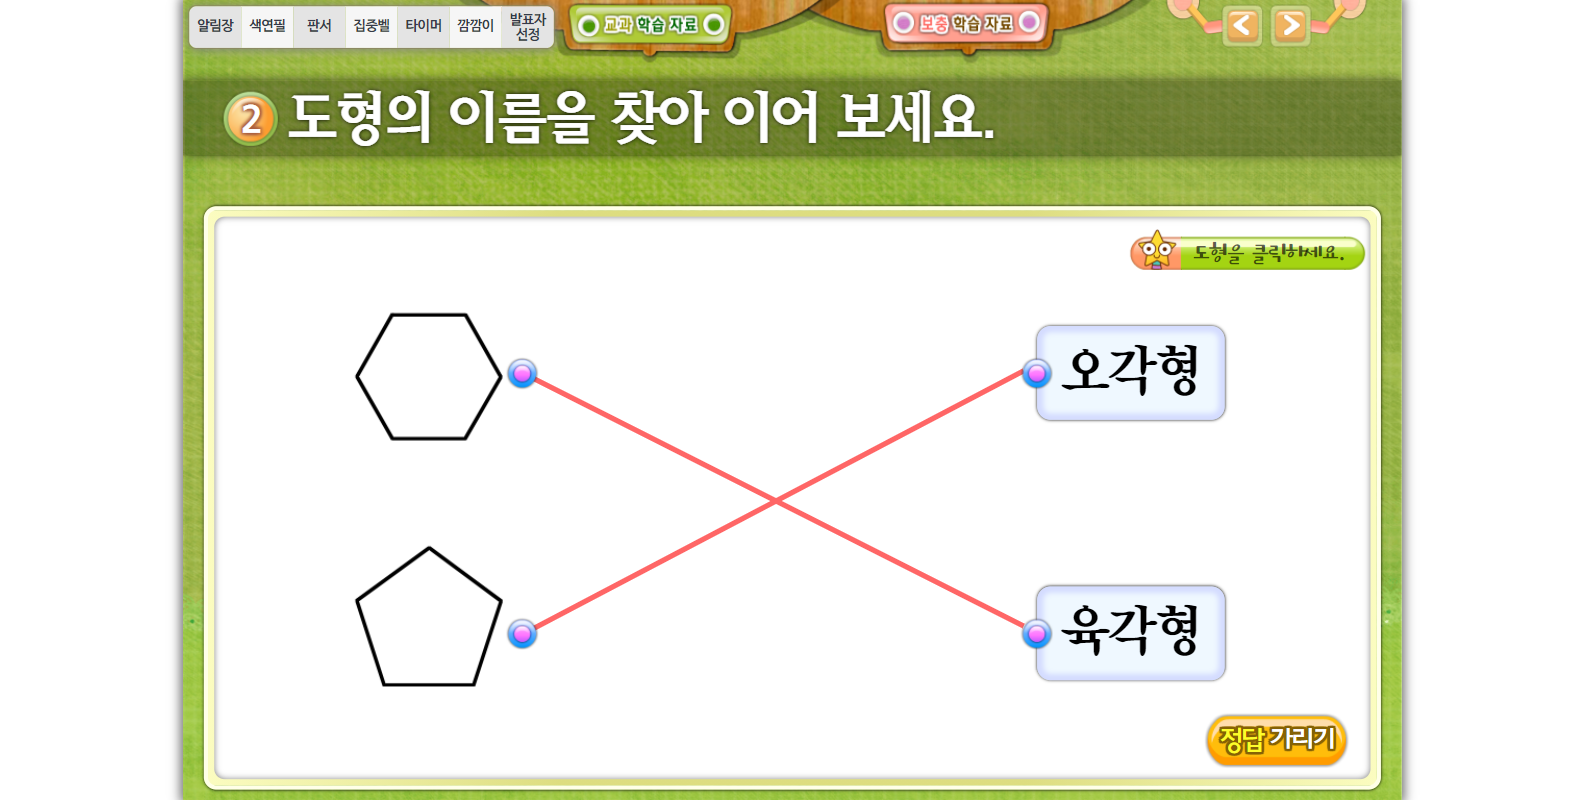 알림장 색연필 판서 집중벨 타이머 깜깜이 발표자 선정
교과 학습 자료
보충 학습 자료
2 도형의 이름을 찾아 이어 보세요.
도형을 클릭하세요.
오각형
육각형
정답 가리기